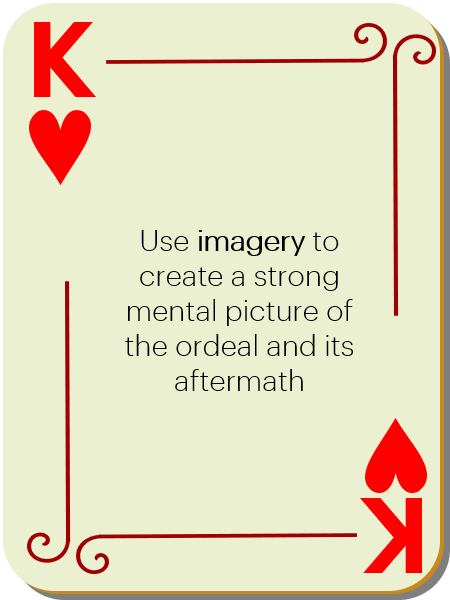 K
Use imagery to
create a strong
mental picture of
the ordeal and its
aftermath
K